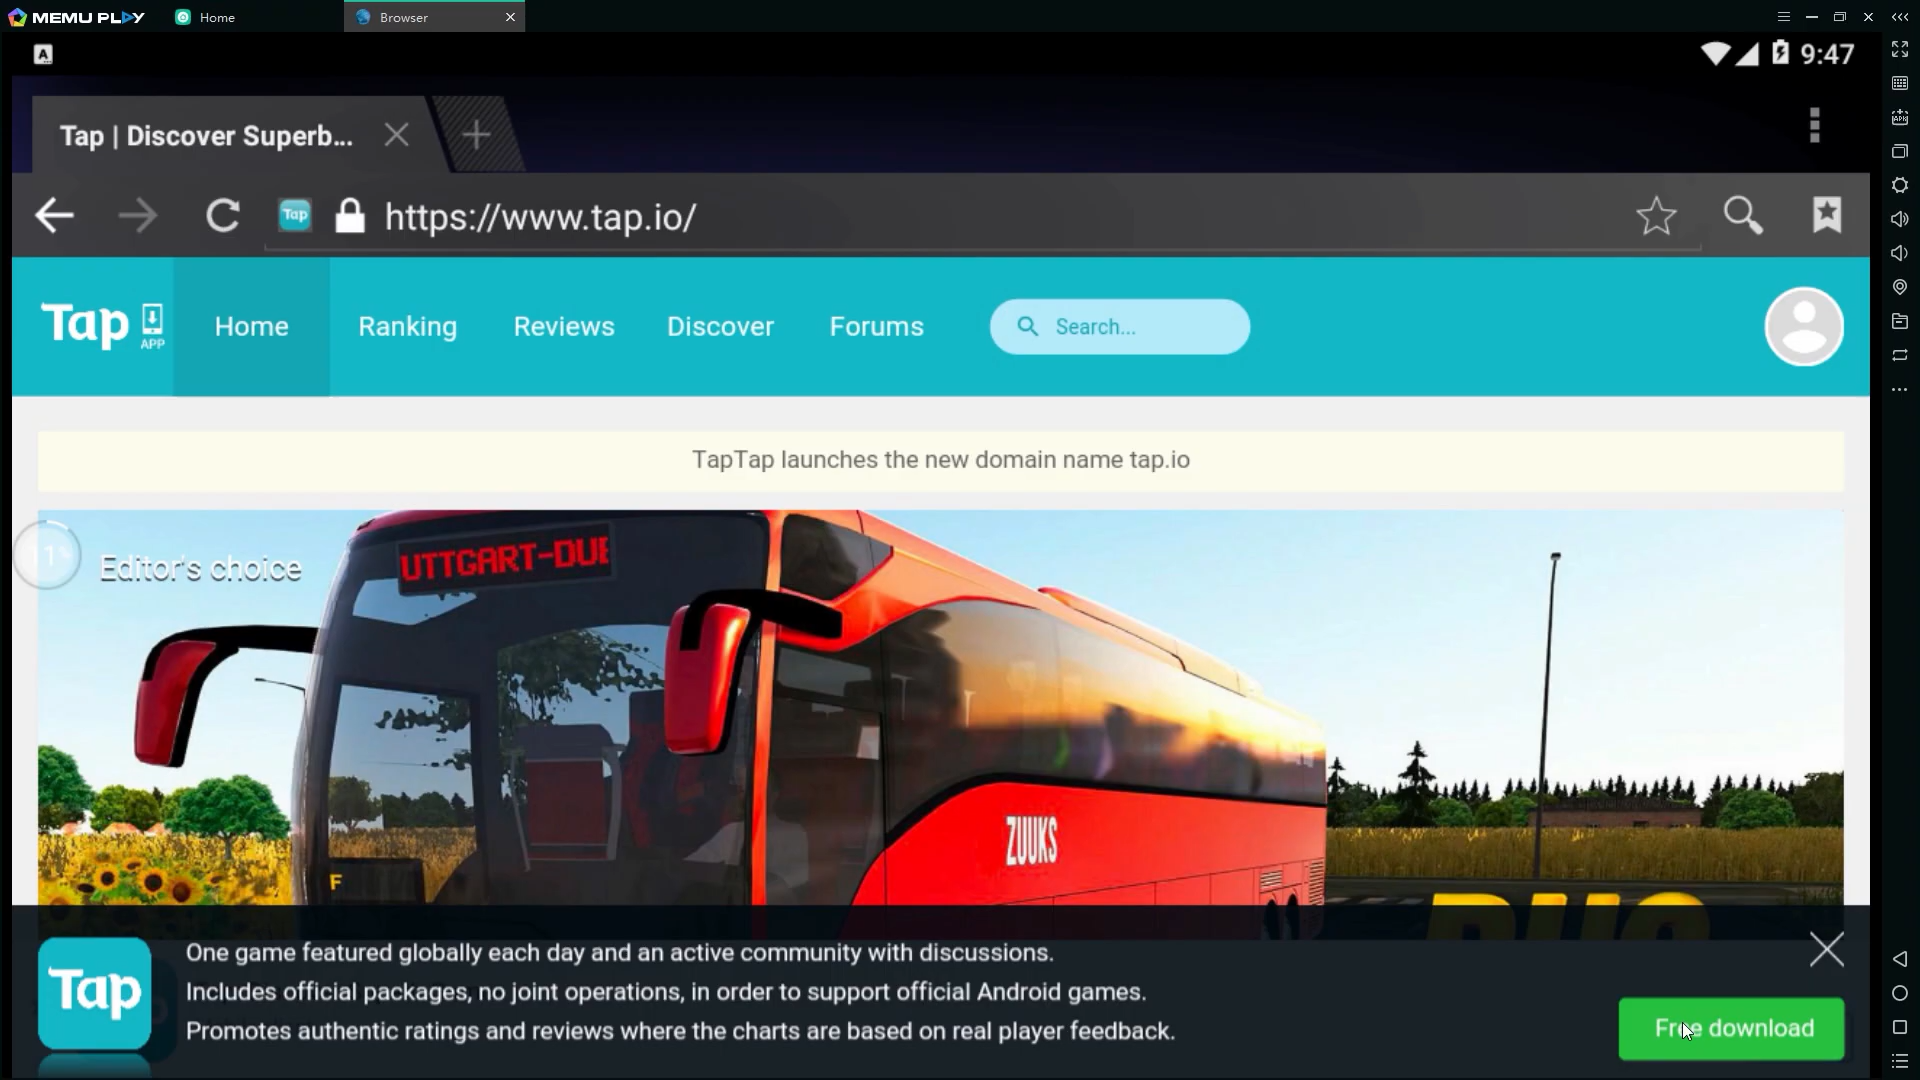 MEMU PLAY
Home
Browser
A
9:47
Tap | Discover Superb...
Tap
https://www.tap.io/
Tap
APP
Home
Ranking
Reviews
Discover
Forums
Search...
TapTap launches the new domain name tap.io
Editor's choice
UTTGART-DUE
ZUUKS
F
One game featured globally each day and an active community with discussions.
Tap
Includes official packages, no joint operations, in order to support official Android games.
Promotes authentic ratings and reviews where the charts are based on real player feedback.
Free download